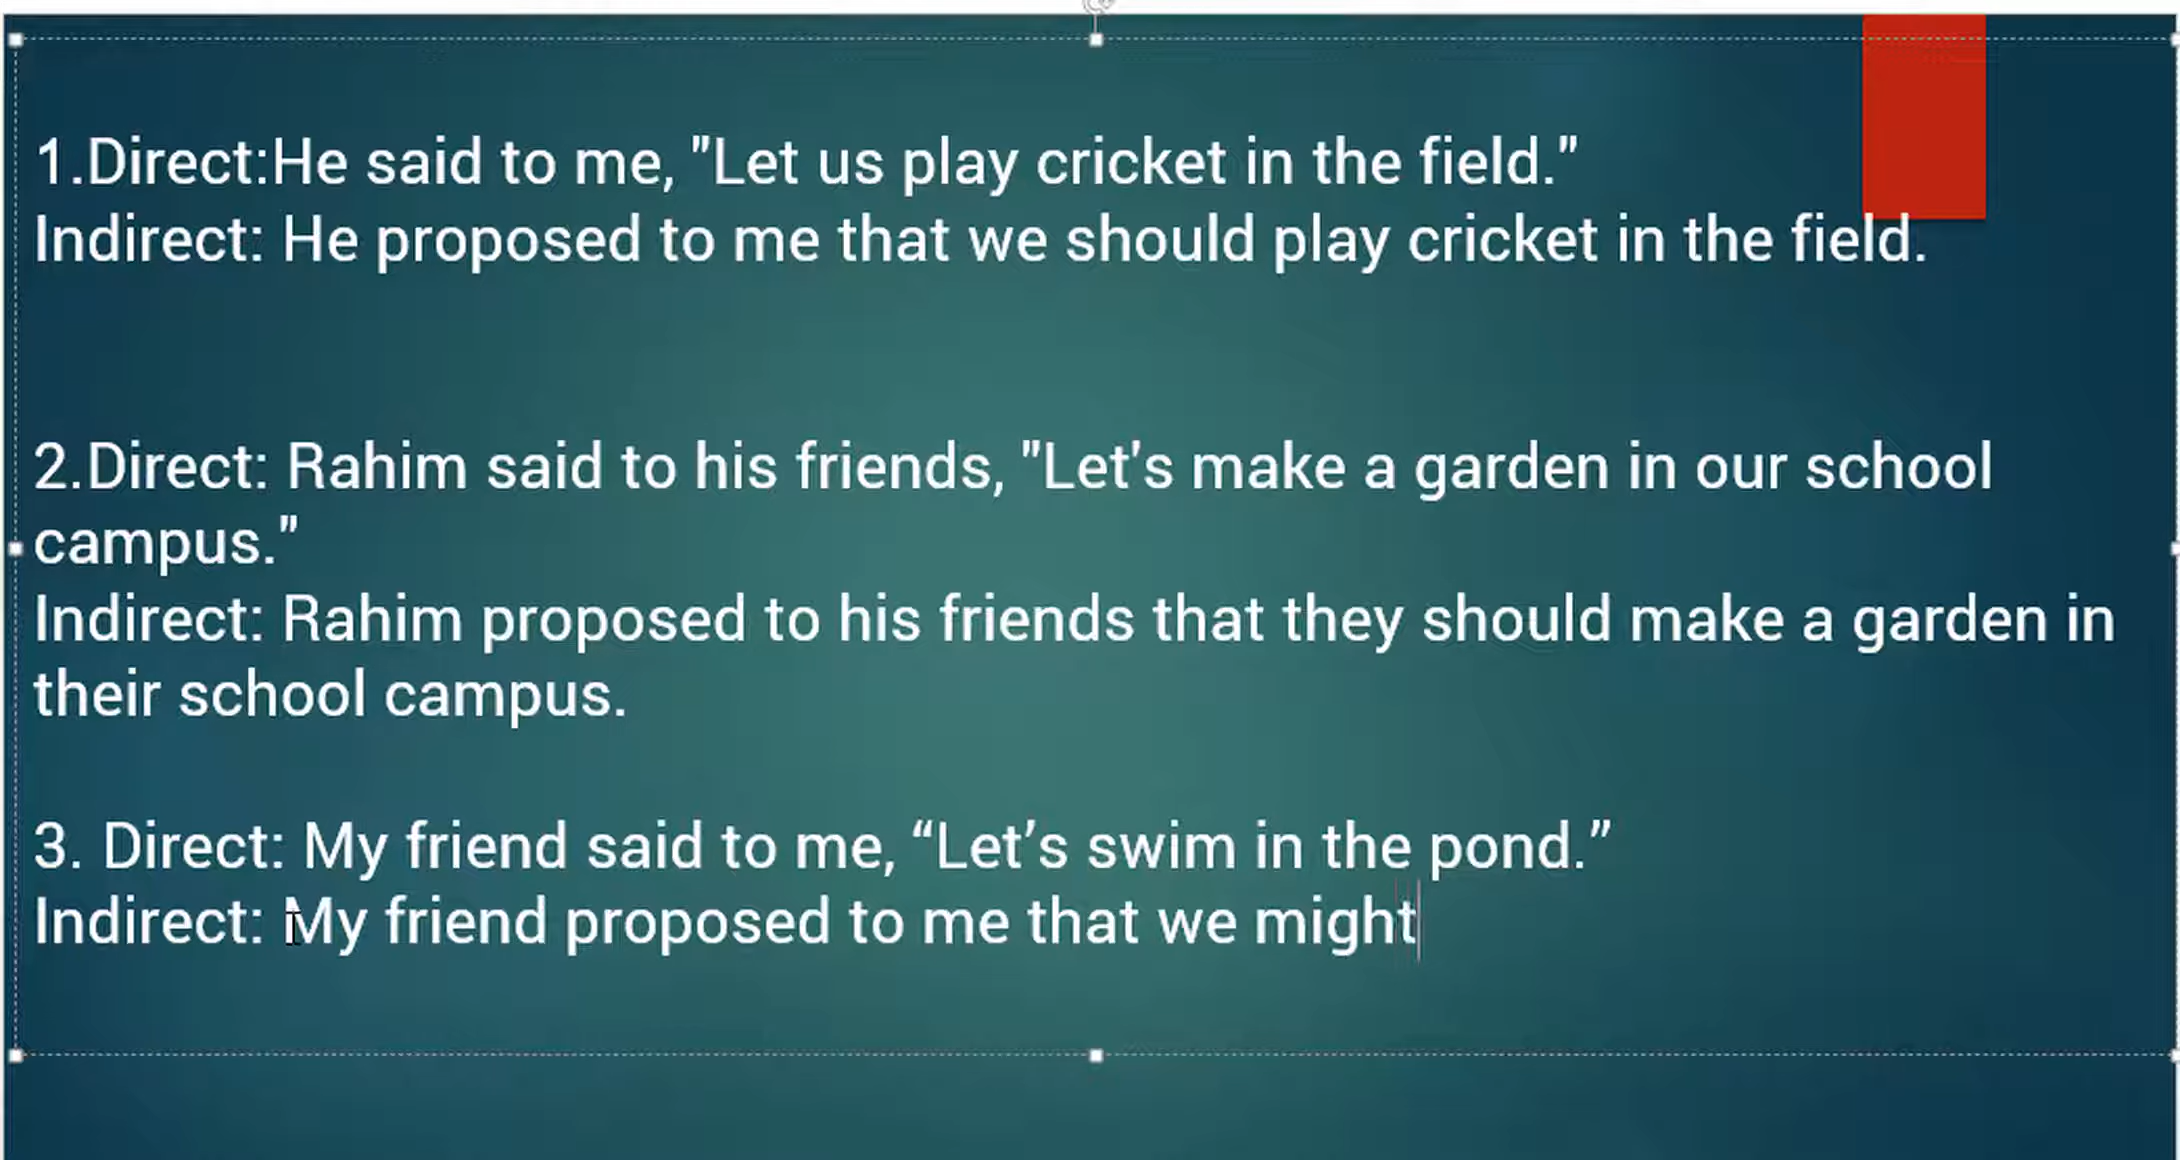 1.Direct:He said to me, "Let us play cricket in the field."
Indirect: He proposed to me that we should play cricket in the field.
2.Direct: Rahim said to his friends, "Let's make a garden in our school
campus."
Indirect: Rahim proposed to his friends that they should make a garden in
their school campus.
3. Direct: My friend said to me, “Let’s swim in the pond.”
Indirect: My friend proposed to me that we might